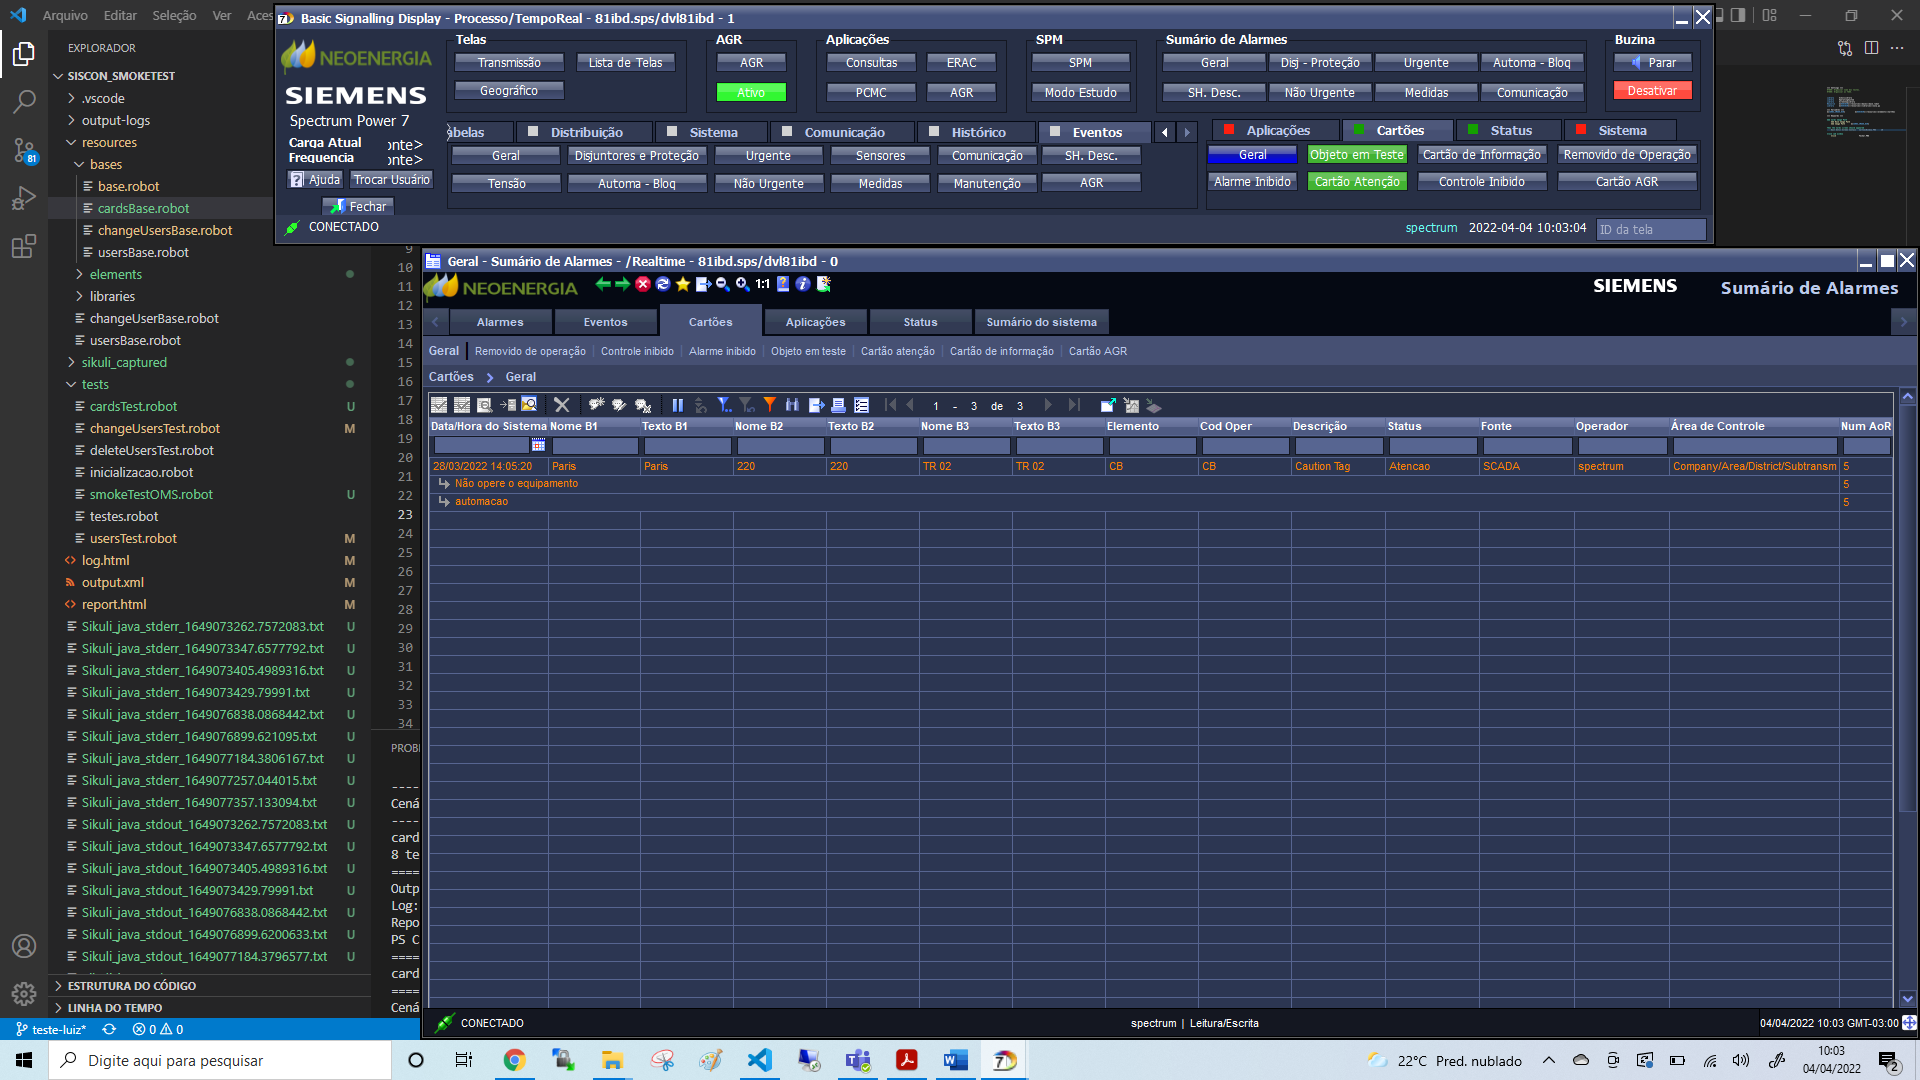 Arquivo Editar Seleção Ver Aces
Basic Signalling Display - Processo/TempoReal - 81ibd.sps/dvl81ibd - 1
EXPLORADOR
SISCON_SMOKETEST
.vscode
output-logs
resources
bases
base.robot
cardsBase.robot
changeUsersBase.robot
usersBase.robot
elements
libraries
changeUserBase.robot
usersBase.robot
sikuli_captured
tests
cardsTest.robot U
changeUsersTest.robot M
deleteUsersTest.robot
inicializacao.robot
smokeTestOMS.robot U
testes.robot
usersTest.robot M
log.html M
output.xml M
report.html M
Sikuli_java_stderr_1649073262.7572083.txt U
Sikuli_java_stderr_1649073347.6577792.txt U
Sikuli_java_stderr_1649073405.4989316.txt U
Sikuli_java_stderr_1649073429.79991.txt U
Sikuli_java_stderr_1649076838.0868442.txt U
Sikuli_java_stderr_1649076899.621095.txt U
Sikuli_java_stderr_1649077184.3806167.txt U
Sikuli_java_stderr_1649077257.044015.txt U
Sikuli_java_stderr_1649077357.133094.txt U
Sikuli_java_stdout_1649073262.7572083.txt U
Sikuli_java_stdout_1649073347.6577792.txt U
Sikuli_java_stdout_1649073405.4989316.txt U
Sikuli_java_stdout_1649073429.79991.txt U
Sikuli_java_stdout_1649076838.0868442.txt U
Sikuli_java_stdout_1649076899.6200633.txt U
Sikuli_java_stdout_1649077184.3796577.txt U
ESTRUTURA DO CÓDIGO
LINHA DO TEMPO
81
teste-luiz* 0 0
NEOENERGIA
SIEMENS
Spectrum Power 7
Carga Atual onte>
Frequencia onte>
Ajuda Trocar Usuário
Fechar
CONECTADO
Telas
Transmissão Lista de Telas
Geográfico
AGR
AGR
Ativo
Aplicações
Consultas ERAC
PCMC AGR
SPM
SPM
Modo Estudo
Sumário de Alarmes
Geral Disj - Proteção Urgente Automa - Bloq
SH. Desc. Não Urgente Medidas Comunicação
Buzina
Parar
Desativar
abelas Distribuição Sistema Comunicação Histórico Eventos
Geral Disjuntores e Proteção Urgente Sensores Comunicação SH. Desc.
Tensão Automa - Bloq Não Urgente Medidas Manutenção AGR
Aplicações Cartões Status Sistema
Geral Objeto em Teste Cartão de Informação Removido de Operação
Alarme Inibido Cartão Atenção Controle Inibido Cartão AGR
spectrum 2022-04-04 10:03:04 ID da tela
9
10
11
12
13
14
15
16
17
18
19
20
21
22
23
24
25
26
27
28
29
30
31
32
33
34
PROBL
----
Cená
----
card
8 te
====
Outp
Log:
Repo
PS C
====
card
====
Cená
Geral - Sumário de Alarmes - /Realtime - 81ibd.sps/dvl81ibd - 0
NEOENERGIA 1:1 SIEMENS Sumário de Alarmes
Alarmes Eventos Cartões Aplicações Status Sumário do sistema
Geral Removido de operação Controle inibido Alarme inibido Objeto em teste Cartão atenção Cartão de informação Cartão AGR
Cartões Geral
1 - 3 de 3
Data/Hora do Sistema Nome B1 Texto B1 Nome B2 Texto B2 Nome B3 Texto B3 Elemento Cod Oper Descrição Status Fonte Operador Área de Controle Num AoR
28/03/2022 14:05:20 Paris Paris 220 220 TR 02 TR 02 CB CB Caution Tag Atencao SCADA spectrum Company/Area/District/Subtransm 5
Não opere o equipamento 5
automacao 5
CONECTADO spectrum | Leitura/Escrita 04/04/2022 10:03 GMT-03:00
Digite aqui para pesquisar 22°C Pred. nublado 10:03
04/04/2022 2